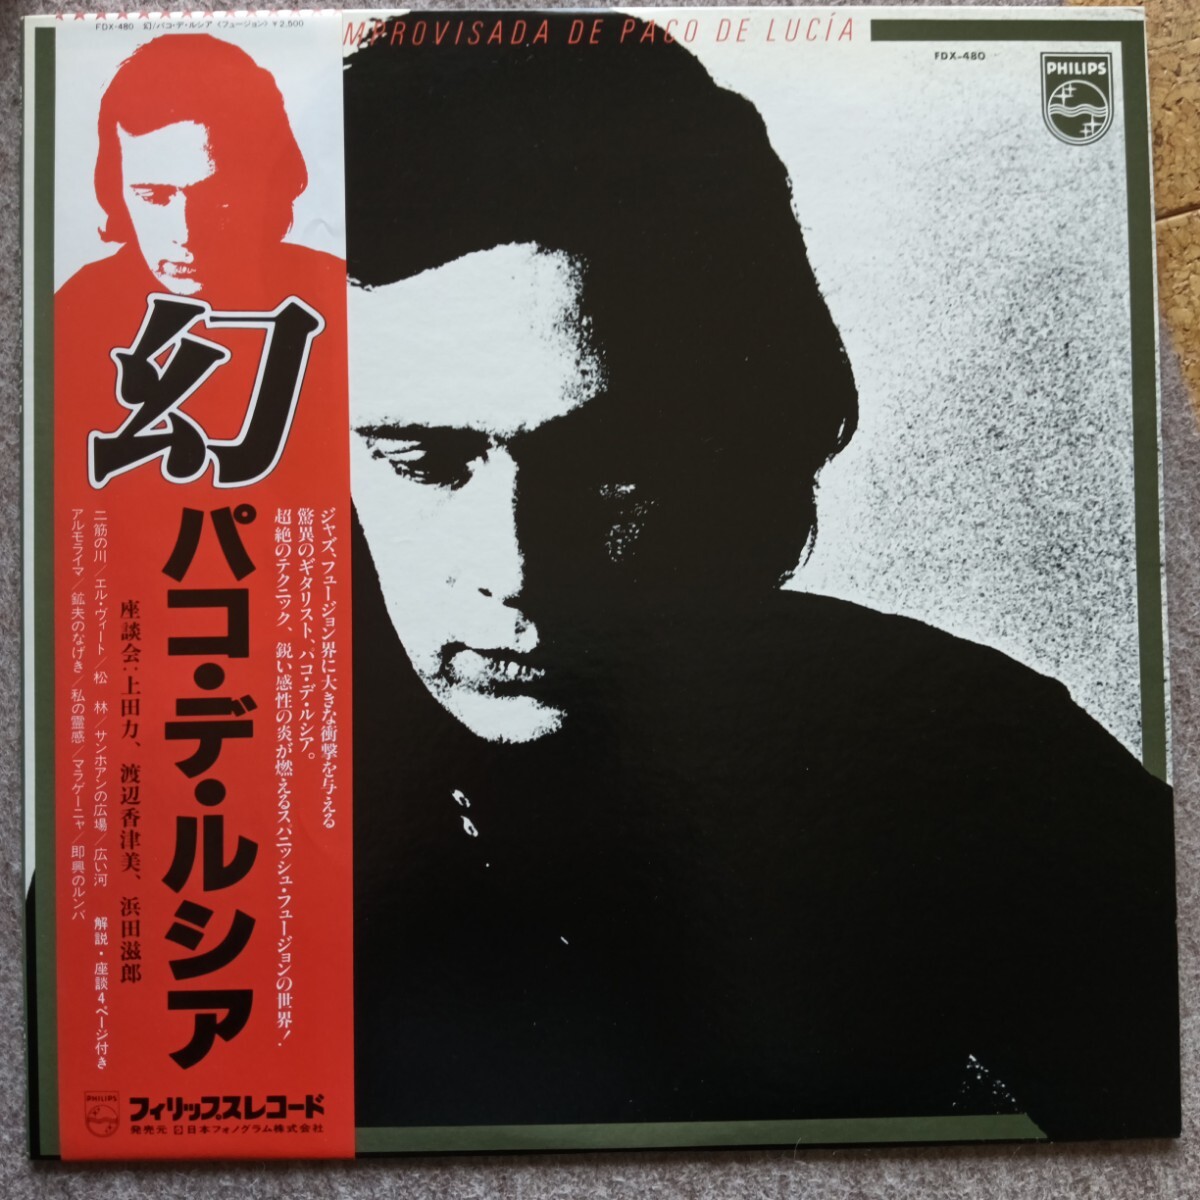 FDX-480 幻/パコ・デ・ルシア《フュージョン》¥2,500
MPROVISADA DE PACO DE LUCÍA
FDX-480
PHILIPS
幻
パコ・デ・ルシア
ジャズ、フュージョン界に大きな衝撃を与える
驚異のギタリスト、パコ・デ・ルシア。
超絶のテクニック、鋭い感性の炎が燃えるスパニッシュ・フュージョンの世界!
座談会:上田力、渡辺香津美、浜田滋郎
二筋の川/エル・ヴィート/松 林/サンホアンの広場/広い河 解説・座談4ページ付き
アルモライマ/鉱夫のなげき/私の霊感/マラゲーニャ/即興のルンバ
PHILIPS
フィリップスレコード
発売元 日本フォノグラム株式会社